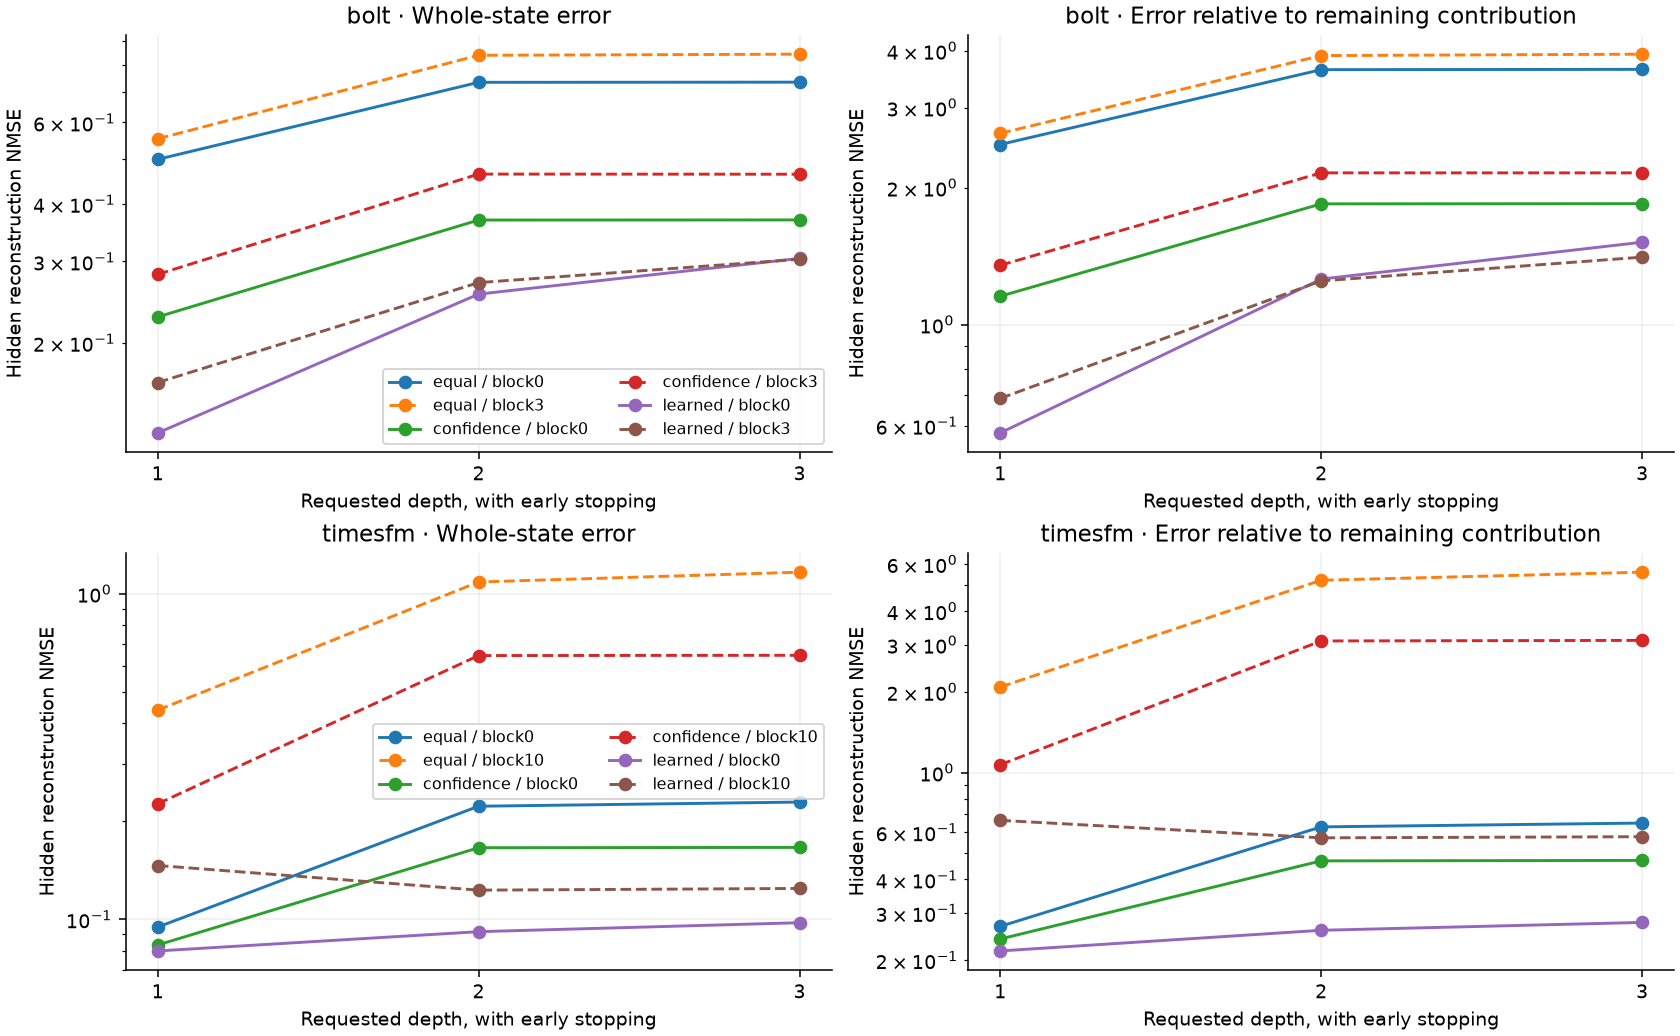 bolt · Whole-state error
Hidden reconstruction NMSE
6 × 10⁻¹
4 × 10⁻¹
3 × 10⁻¹
2 × 10⁻¹
equal / block0
equal / block3
confidence / block0
confidence / block3
learned / block0
learned / block3
1 2 3
Requested depth, with early stopping
bolt · Error relative to remaining contribution
Hidden reconstruction NMSE
4 × 10⁰
3 × 10⁰
2 × 10⁰
10⁰
6 × 10⁻¹
1 2 3
Requested depth, with early stopping
timesfm · Whole-state error
Hidden reconstruction NMSE
10⁰
10⁻¹
equal / block0
equal / block10
confidence / block0
confidence / block10
learned / block0
learned / block10
1 2 3
Requested depth, with early stopping
timesfm · Error relative to remaining contribution
Hidden reconstruction NMSE
6 × 10⁰
4 × 10⁰
3 × 10⁰
2 × 10⁰
10⁰
6 × 10⁻¹
4 × 10⁻¹
3 × 10⁻¹
2 × 10⁻¹
1 2 3
Requested depth, with early stopping